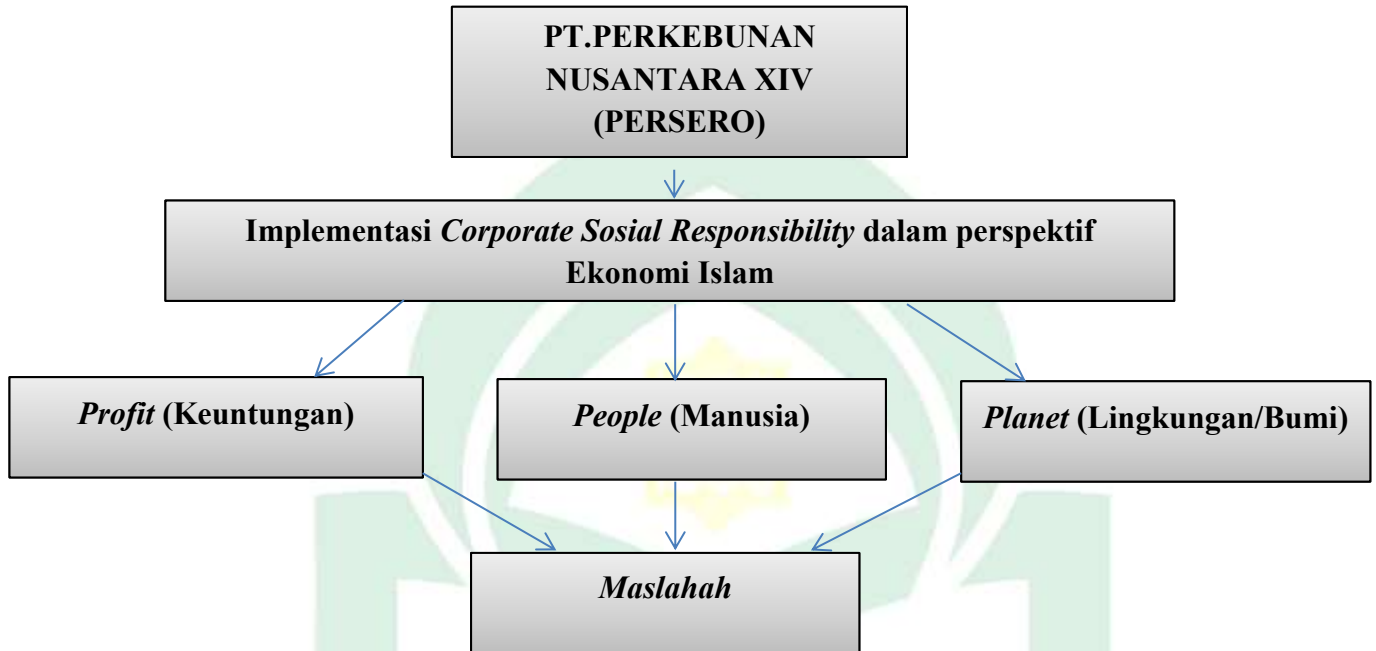 PT.PERKEBUNAN
NUSANTARA XIV
(PERSERO)
Implementasi Corporate Sosial Responsibility dalam perspektif
Ekonomi Islam
Profit (Keuntungan)
People (Manusia)
Planet (Lingkungan/Bumi)
Maslahah